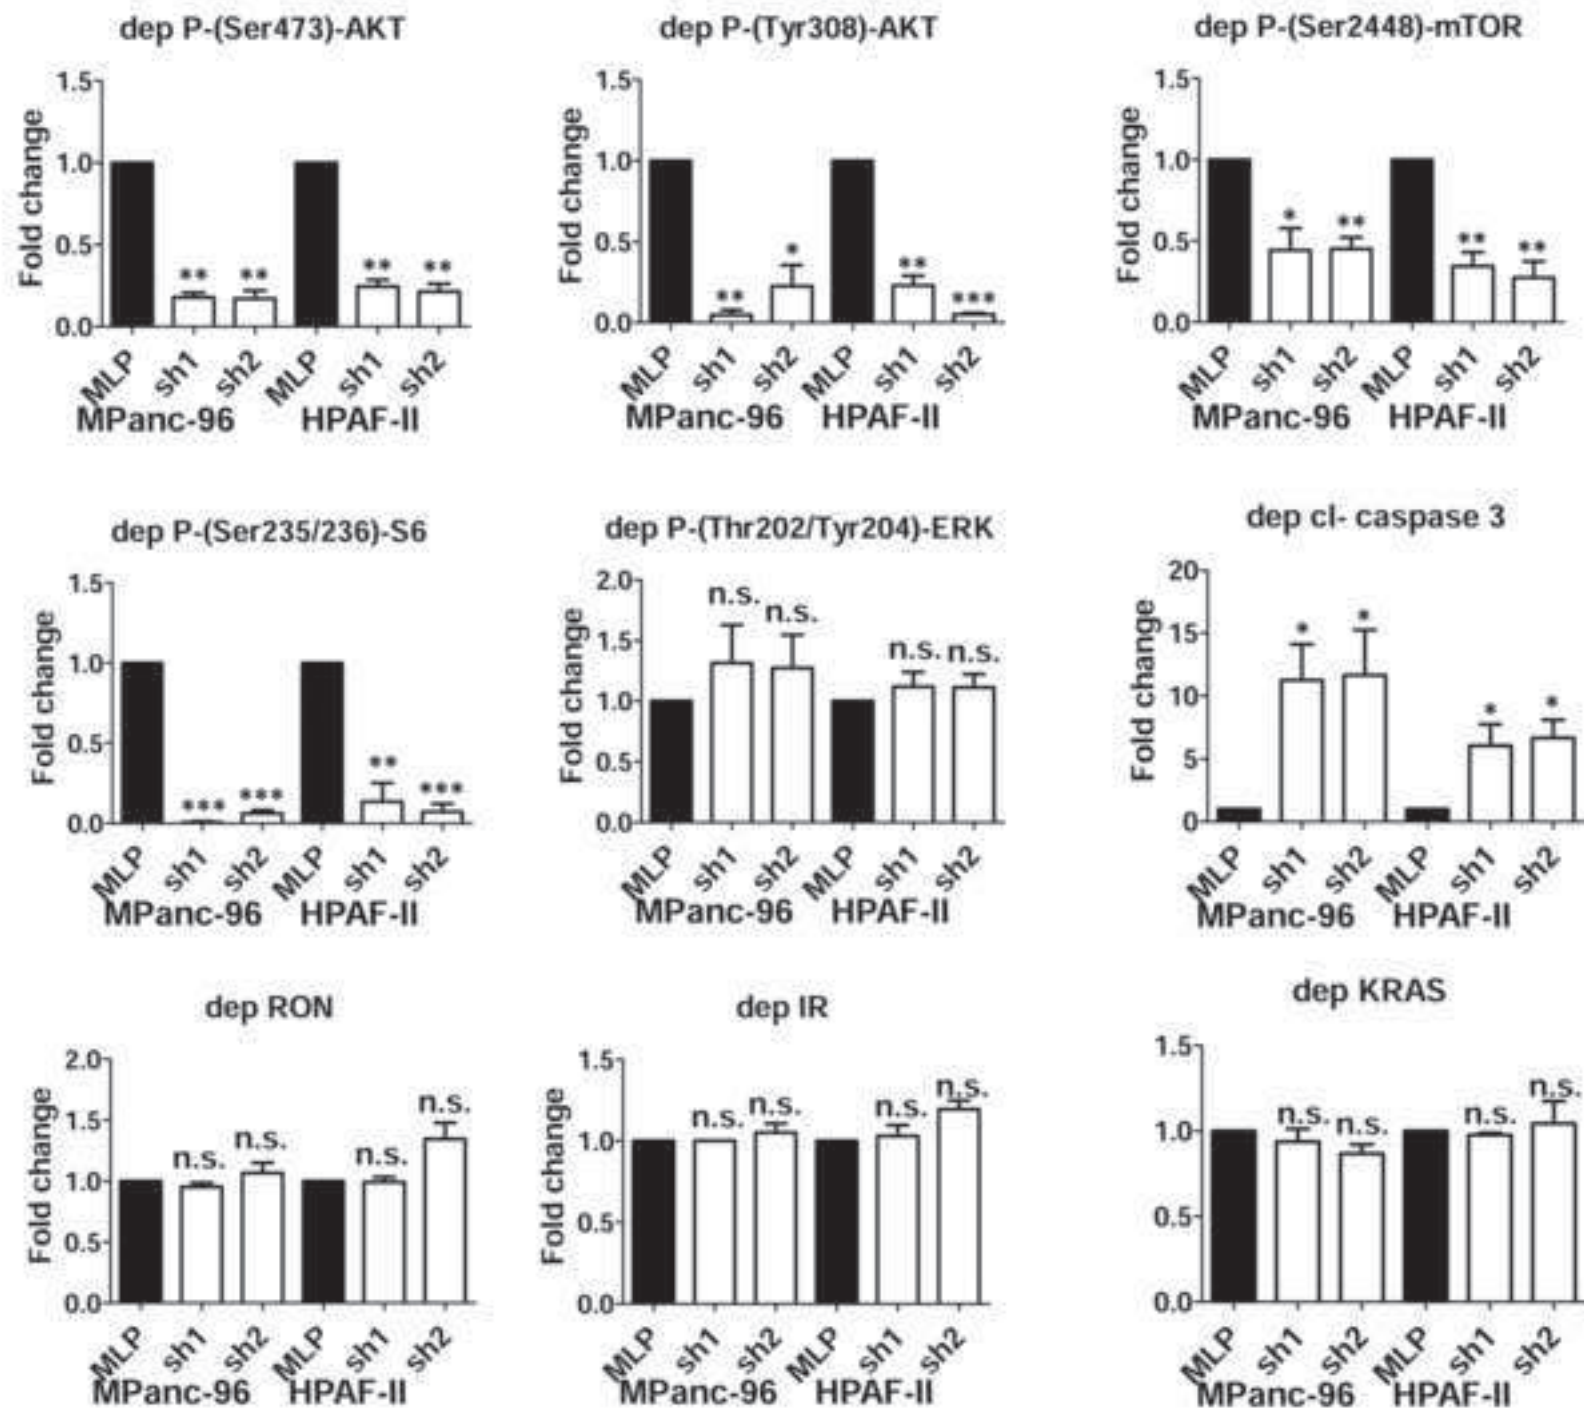 dep P-(Ser473)-AKT
Fold change
1.5
1.0
0.5
0.0
** ** ** **
MLP sh1 sh2 MLP sh1 sh2
MPanc-96 HPAF-II
dep P-(Tyr308)-AKT
Fold change
1.5
1.0
0.5
0.0
** * ** ***
MLP sh1 sh2 MLP sh1 sh2
MPanc-96 HPAF-II
dep P-(Ser2448)-mTOR
Fold change
1.5
1.0
0.5
0.0
* ** ** **
MLP sh1 sh2 MLP sh1 sh2
MPanc-96 HPAF-II
dep P-(Ser235/236)-S6
Fold change
1.5
1.0
0.5
0.0
*** *** ** ***
MLP sh1 sh2 MLP sh1 sh2
MPanc-96 HPAF-II
dep P-(Thr202/Tyr204)-ERK
Fold change
2.0
1.5
1.0
0.5
0.0
n.s. n.s. n.s. n.s.
MLP sh1 sh2 MLP sh1 sh2
MPanc-96 HPAF-II
dep cl- caspase 3
Fold change
20
15
10
5
0
* * * *
MLP sh1 sh2 MLP sh1 sh2
MPanc-96 HPAF-II
dep RON
Fold change
2.0
1.5
1.0
0.5
0.0
n.s. n.s. n.s. n.s.
MLP sh1 sh2 MLP sh1 sh2
MPanc-96 HPAF-II
dep IR
Fold change
1.5
1.0
0.5
0.0
n.s. n.s. n.s. n.s.
MLP sh1 sh2 MLP sh1 sh2
MPanc-96 HPAF-II
dep KRAS
1.5
1.0
0.5
0.0
n.s. n.s. n.s. n.s.
MLP sh1 sh2 MLP sh1 sh2
MPanc-96 HPAF-II